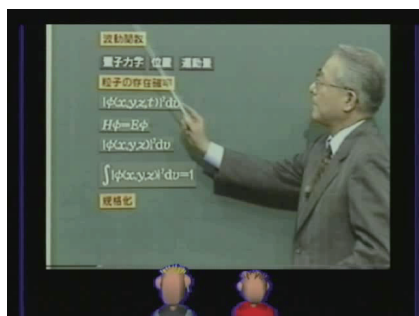 波動関数
量子力学 位置 運動量
粒子の存在確率
|ϕ(x,y,z,t)|²dυ
Hϕ=Eϕ
|ϕ(x,y,z)|²dυ
∫|ϕ(x,y,z)|²dυ=1
規格化